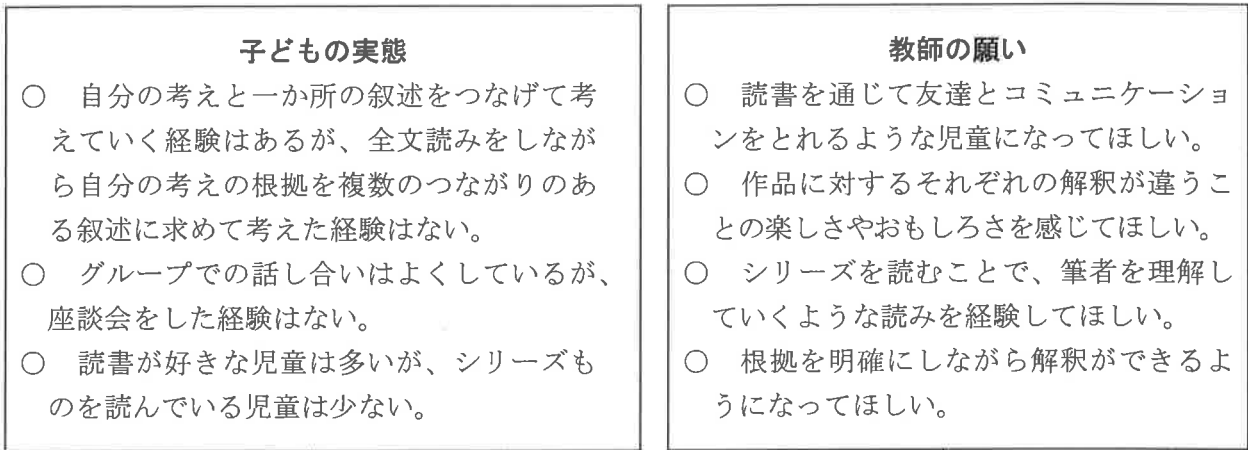 子どもの実態
○　自分の考えと一か所の叙述をつなげて考
えていく経験はあるが、全文読みをしなが
ら自分の考えの根拠を複数のつながりのあ
る叙述に求めて考えた経験はない。
○　グループでの話し合いはよくしているが、
座談会をした経験はない。
○　読書が好きな児童は多いが、シリーズも
のを読んでいる児童は少ない。
教師の願い
○　読書を通じて友達とコミュニケーショ
ンをとれるような児童になってほしい。
○　作品に対するそれぞれの解釈が違うこ
との楽しさやおもしろさを感じてほしい。
○　シリーズを読むことで、筆者を理解し
ていくような読みを経験してほしい。
○　根拠を明確にしながら解釈ができるよ
うになってほしい。